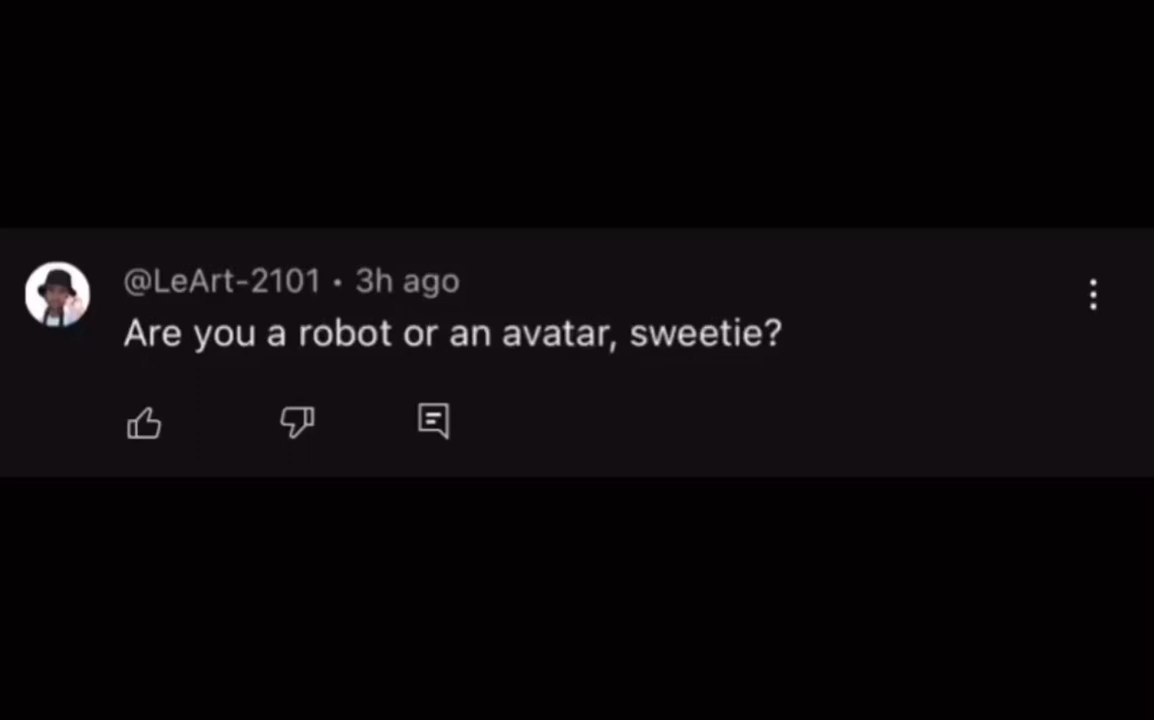 @LeArt-2101 • 3h ago
Are you a robot or an avatar, sweetie?